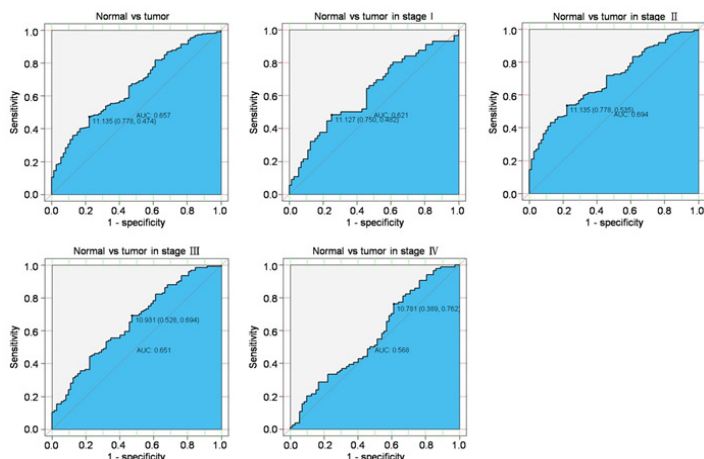 Normal vs tumor
Sensitivity
1.0
0.8
0.6
0.4
0.2
0.0
AUC: 0.657
11.135 (0.778, 0.474)
0.0 0.2 0.4 0.6 0.8 1.0
1 - specificity
Normal vs tumor in stage I
Sensitivity
1.0
0.8
0.6
0.4
0.2
0.0
AUC: 0.621
11.127 (0.750, 0.482)
0.0 0.2 0.4 0.6 0.8 1.0
1 - specificity
Normal vs tumor in stage II
Sensitivity
1.0
0.8
0.6
0.4
0.2
0.0
11.135 (0.778, 0.535)
AUC: 0.694
0.0 0.2 0.4 0.6 0.8 1.0
1 - specificity
Normal vs tumor in stage III
Sensitivity
1.0
0.8
0.6
0.4
0.2
0.0
10.931 (0.528, 0.694)
AUC: 0.651
0.0 0.2 0.4 0.6 0.8 1.0
1 - specificity
Normal vs tumor in stage IV
Sensitivity
1.0
0.8
0.6
0.4
0.2
0.0
10.781 (0.389, 0.762)
AUC: 0.568
0.0 0.2 0.4 0.6 0.8 1.0
1 - specificity